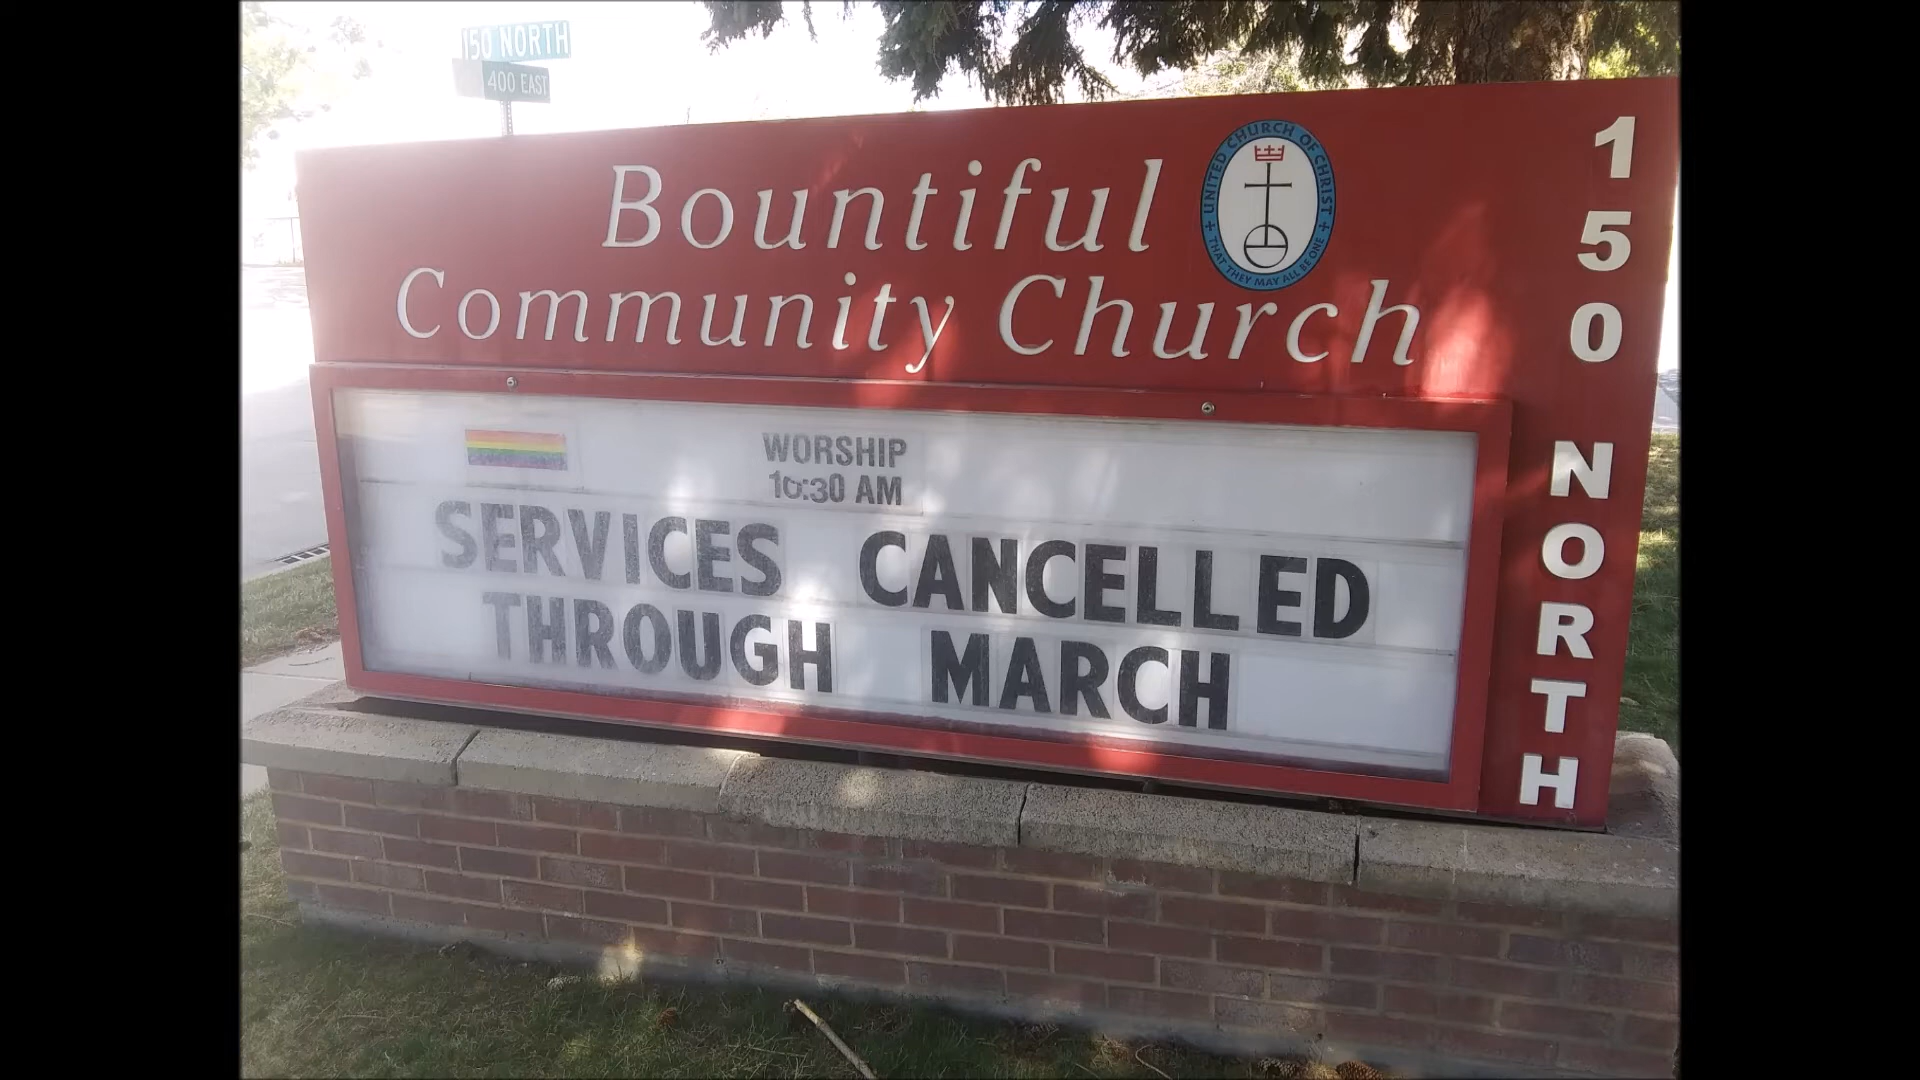 150 NORTH
400 EAST
Bountiful
Community Church
UNITED CHURCH OF CHRIST
THAT THEY MAY ALL BE ONE
150 NORTH
WORSHIP
10:30 AM
SERVICES CANCELLED
THROUGH MARCH